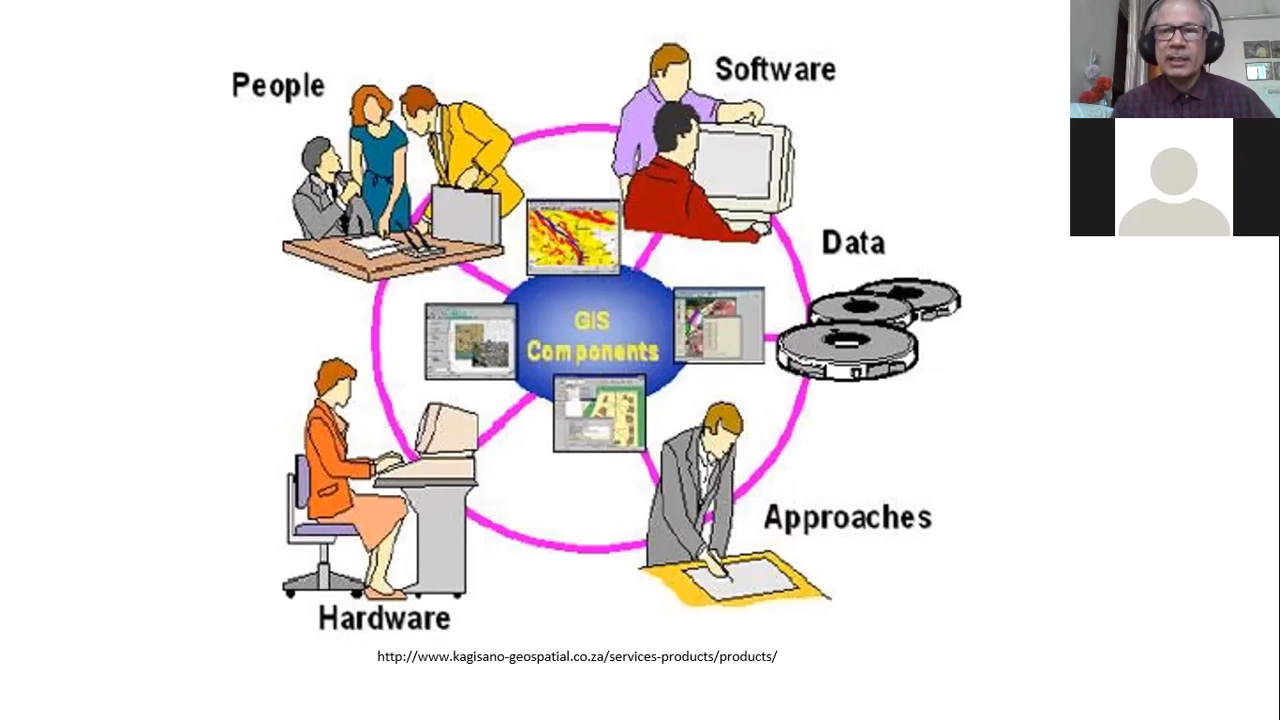 People
Software
Data
GIS
Components
Approaches
Hardware
http://www.kagisano-geospatial.co.za/services-products/products/